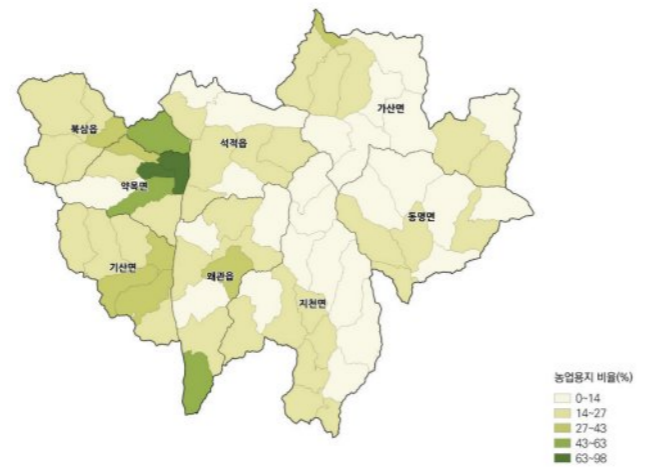 가산면
북삼읍
석적읍
약목면
동명면
기산면
왜관읍
지천면
농업용지 비율(%)
0~14
14~27
27~43
43~63
63~98